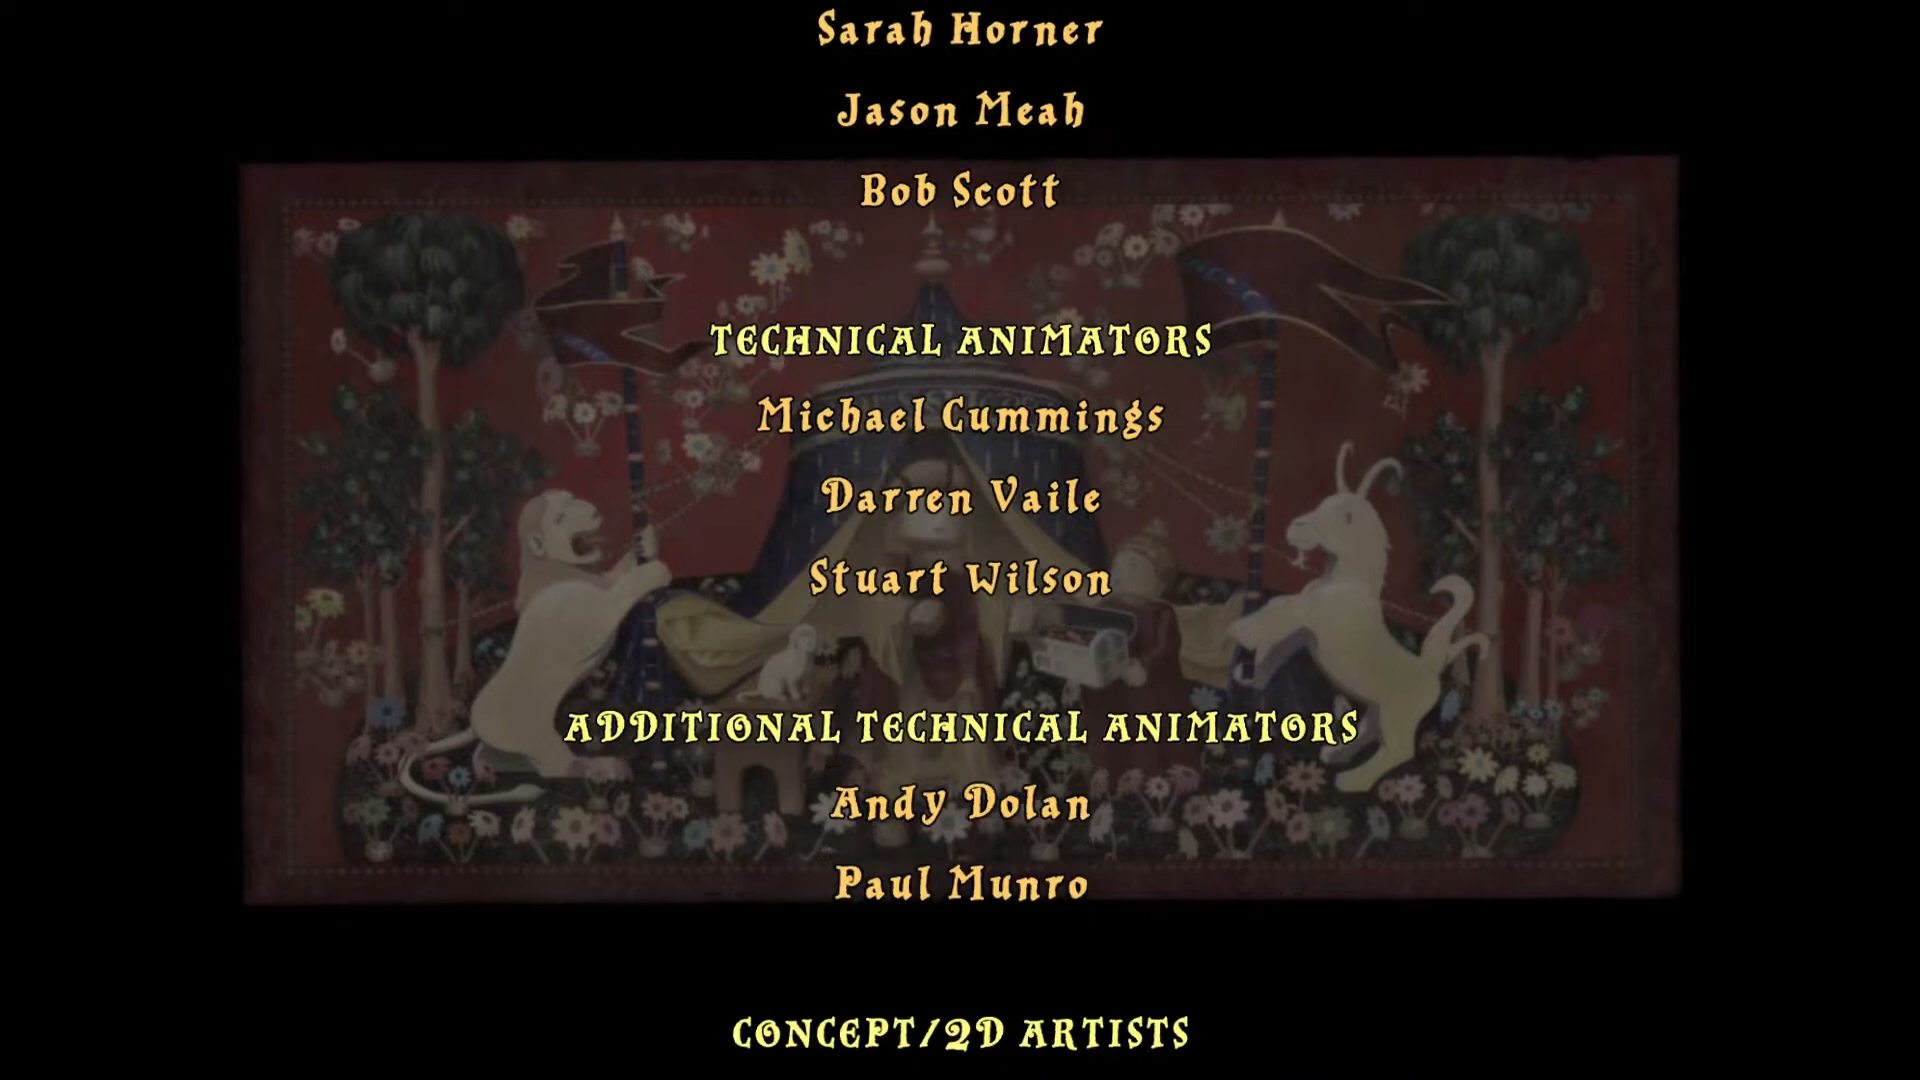 Sarah Horner
Jason Meah
Bob Scott
TECHNICAL ANIMATORS
Michael Cummings
Darren Vaile
Stuart Wilson
ADDITIONAL TECHNICAL ANIMATORS
Andy Dolan
Paul Munro
CONCEPT/2D ARTISTS